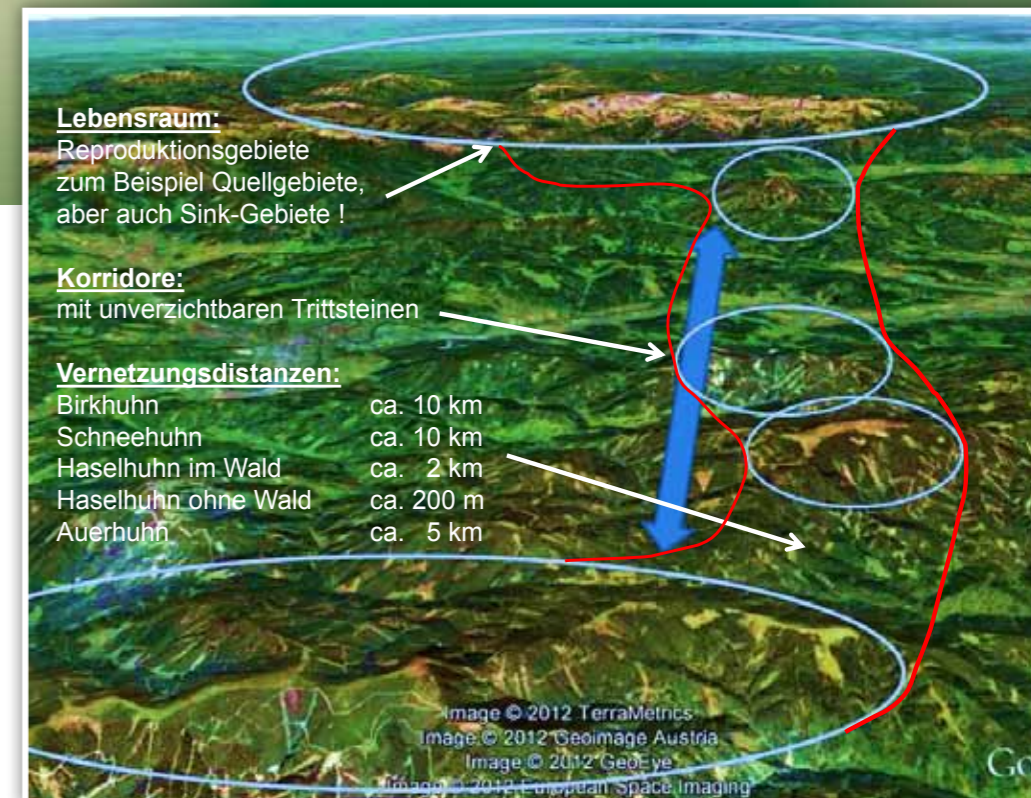 Lebensraum:
Reproduktionsgebiete
zum Beispiel Quellgebiete,
aber auch Sink-Gebiete !
Korridore:
mit unverzichtbaren Trittsteinen
Vernetzungsdistanzen:
Birkhuhn ca. 10 km
Schneehuhn ca. 10 km
Haselhuhn im Wald ca. 2 km
Haselhuhn ohne Wald ca. 200 m
Auerhuhn ca. 5 km
Image © 2012 TerraMetrics
Image © 2012 Geoimage Austria
Image © 2012 GeoEye
Image © 2012 European Space Imaging
Go